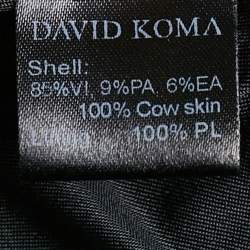 DAVID KOMA
Shell:
85%VI, 9%PA, 6%EA
100% Cow skin
100% PL